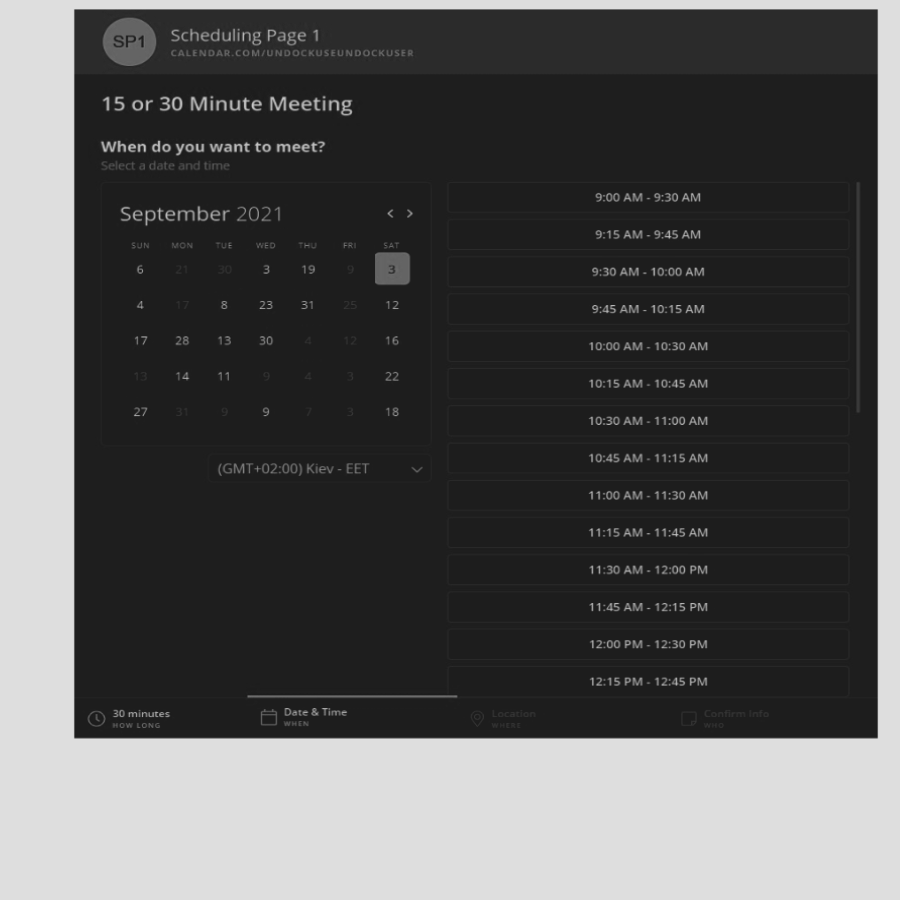 SP1
Scheduling Page 1
CALENDAR.COM/UNDOCKUSEUNDOCKUSER
15 or 30 Minute Meeting
When do you want to meet?
Select a date and time
September 2021
SUN MON TUE WED THU FRI SAT
6 21 30 3 19 9 3
4 17 8 23 31 25 12
17 28 13 30 4 12 16
13 14 11 9 4 3 22
27 31 9 9 7 3 18
(GMT+02:00) Kiev - EET
9:00 AM - 9:30 AM
9:15 AM - 9:45 AM
9:30 AM - 10:00 AM
9:45 AM - 10:15 AM
10:00 AM - 10:30 AM
10:15 AM - 10:45 AM
10:30 AM - 11:00 AM
10:45 AM - 11:15 AM
11:00 AM - 11:30 AM
11:15 AM - 11:45 AM
11:30 AM - 12:00 PM
11:45 AM - 12:15 PM
12:00 PM - 12:30 PM
12:15 PM - 12:45 PM
30 minutes
HOW LONG
Date & Time
WHEN
Location
WHERE
Confirm Info
WHO